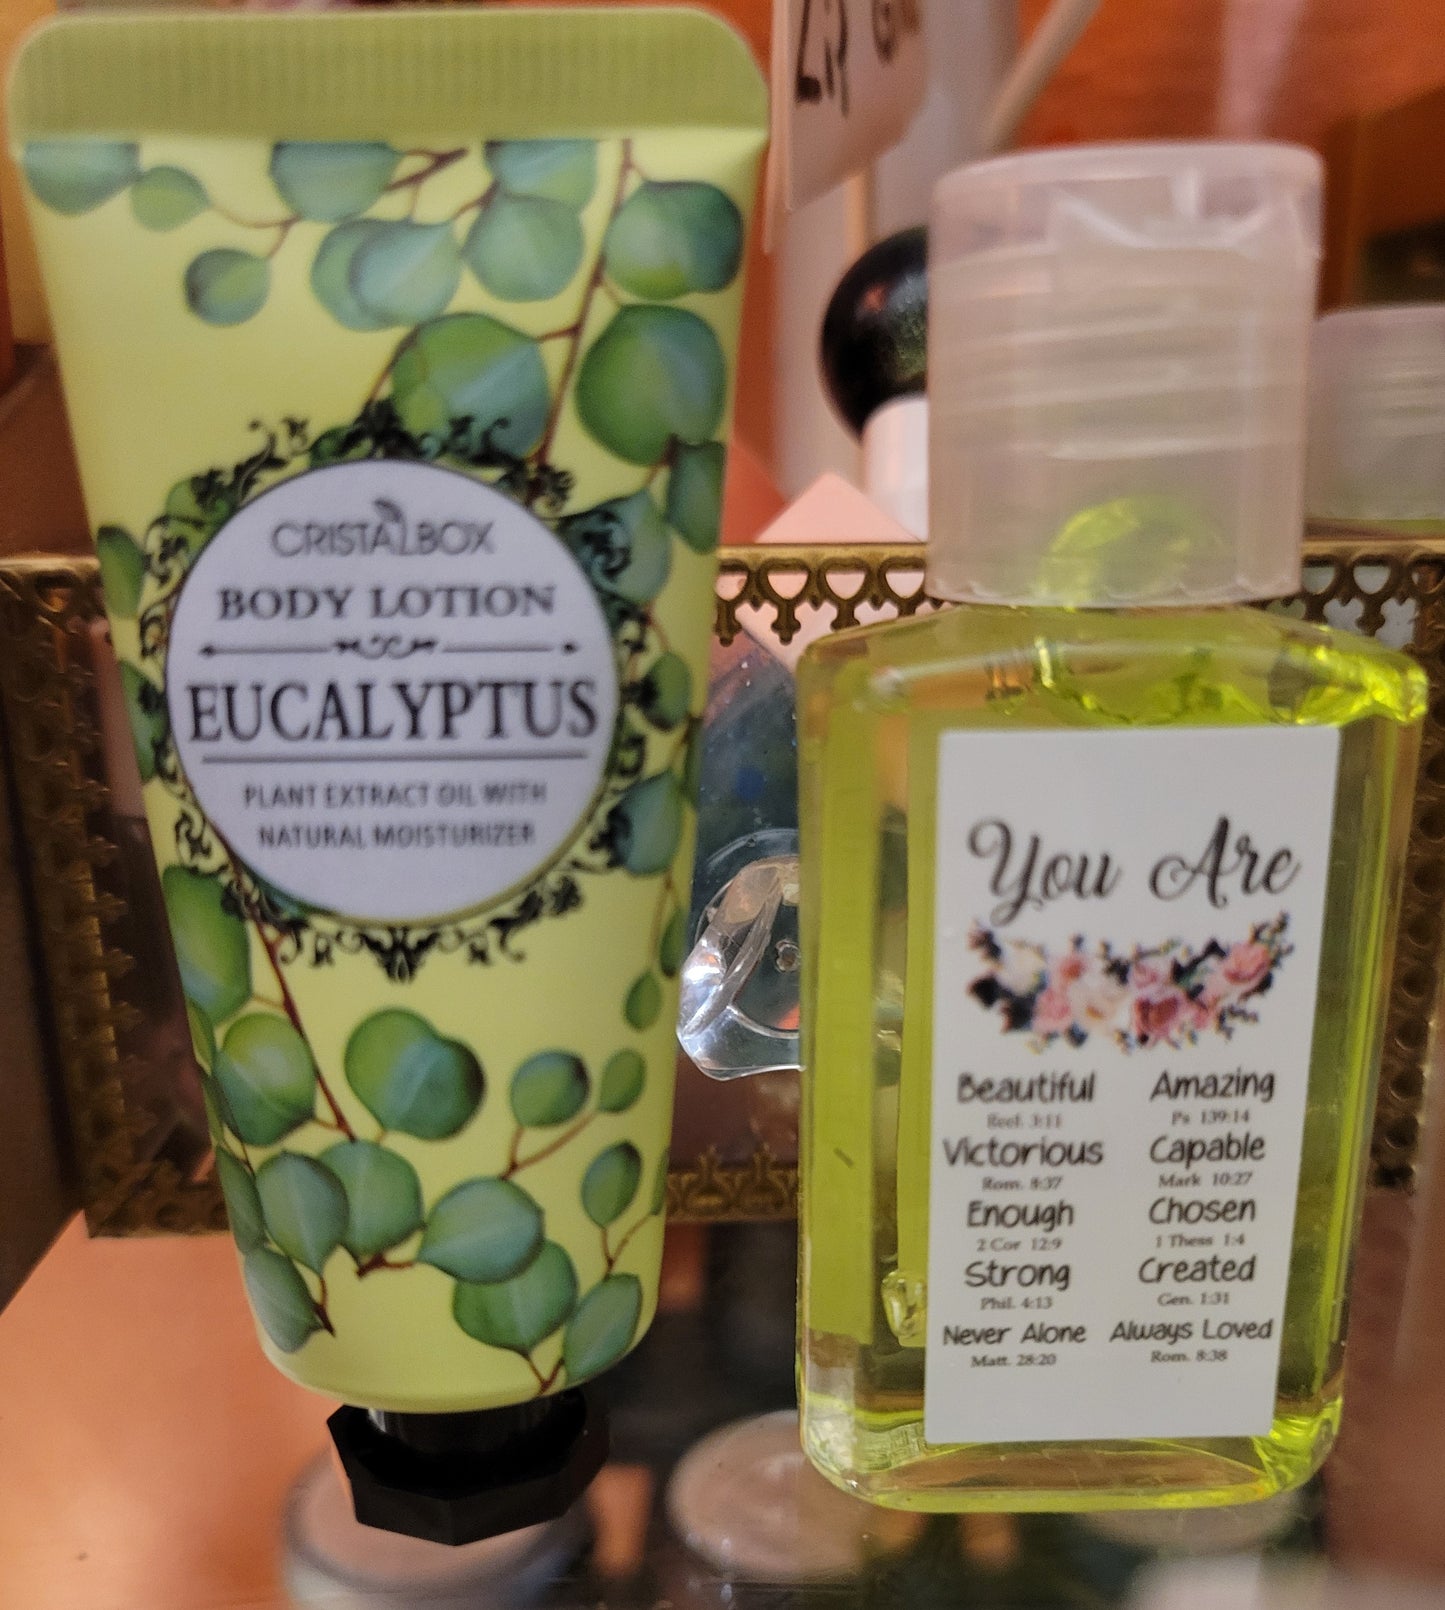 CRISTALBOX
BODY LOTION
EUCALYPTUS
PLANT EXTRACT OIL WITH
NATURAL MOISTURIZER
You Are
Beautiful Amazing
Ecel. 3:11 Ps 139:14
Victorious Capable
Rom. 8:37 Mark 10:27
Enough Chosen
2 Cor 12:9 1 Thess 1:4
Strong Created
Phil. 4:13 Gen. 1:31
Never Alone Always Loved
Matt. 28:20 Rom. 8:38